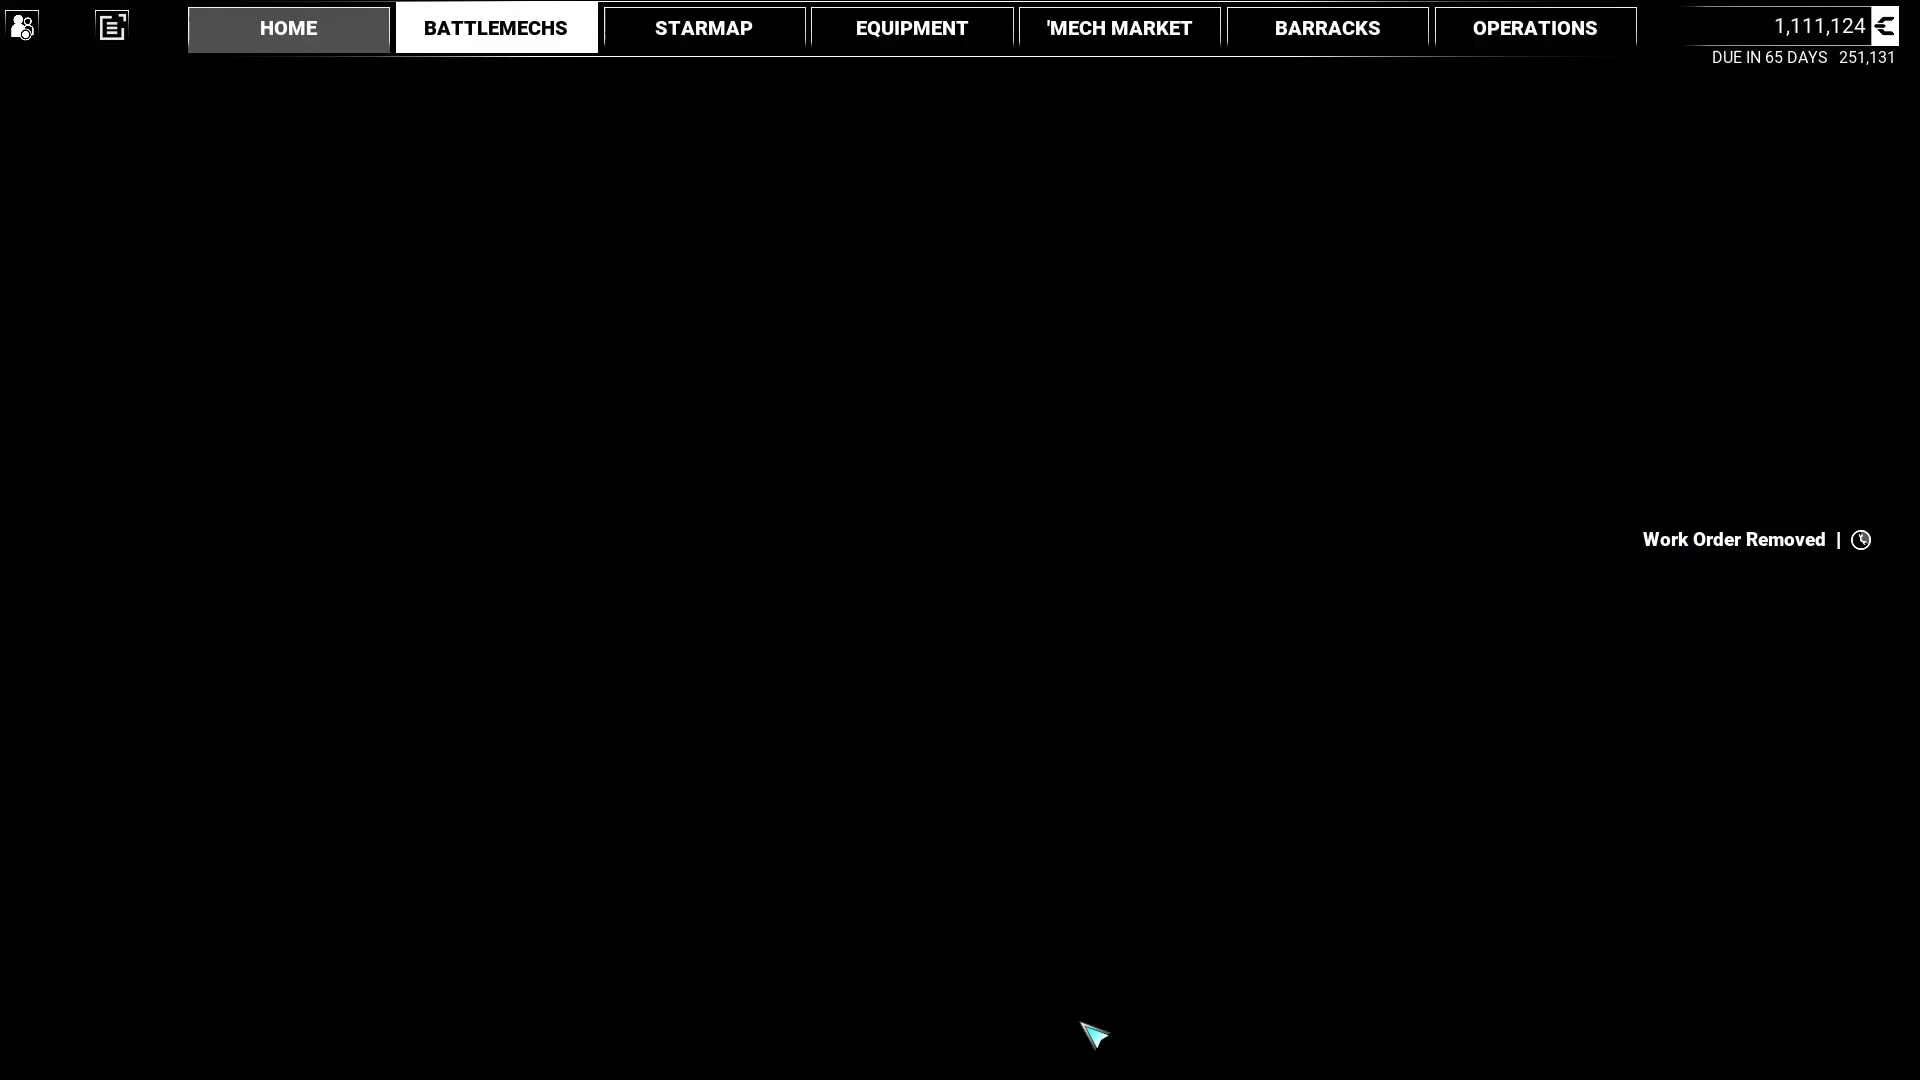 HOME
BATTLEMECHS
STARMAP
EQUIPMENT
'MECH MARKET
BARRACKS
OPERATIONS
1,111,124
DUE IN 65 DAYS 251,131
Work Order Removed |